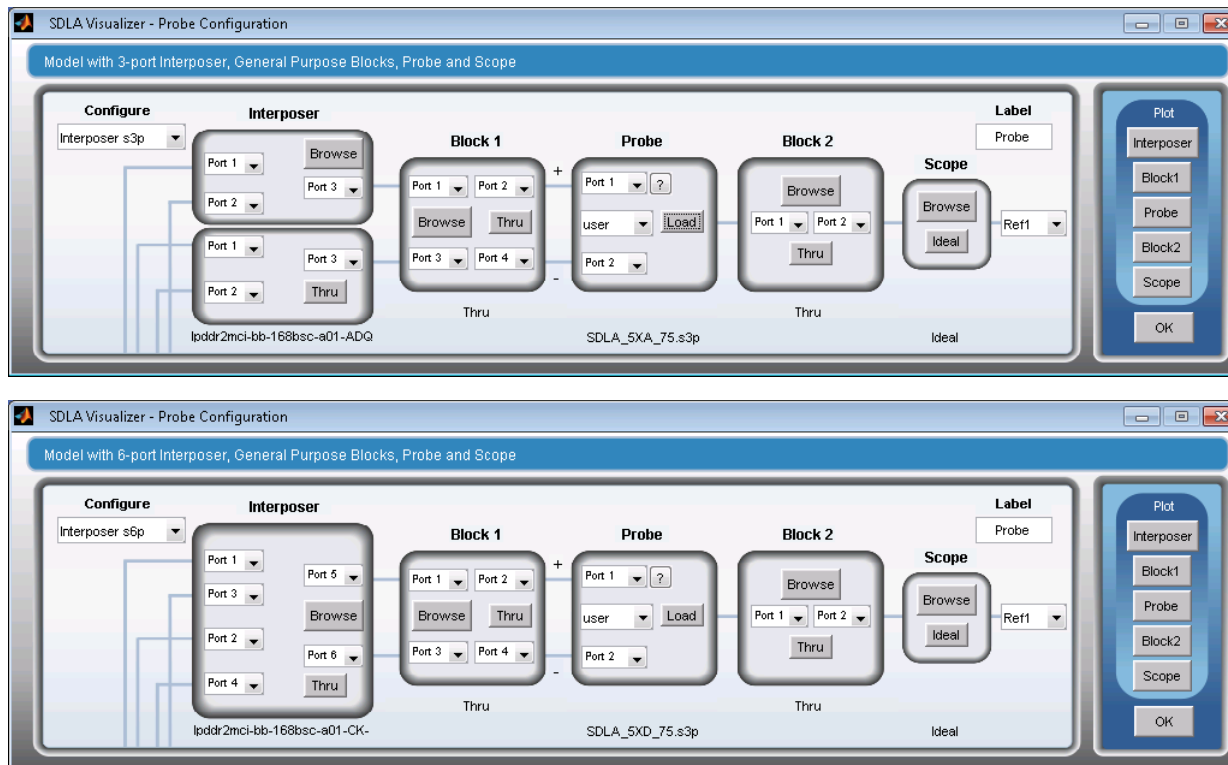 SDLA Visualizer - Probe Configuration
Model with 3-port Interposer, General Purpose Blocks, Probe and Scope
Configure
Interposer s3p
Interposer
Port 1
Browse
Port 3
Port 2
Port 1
Port 3
Port 2
Thru
lpddr2mci-bb-168bsc-a01-ADQ
Block 1
Port 1 Port 2
Browse Thru
Port 3 Port 4
Thru
+
-
Probe
Port 1 ?
user Load
Port 2
SDLA_5XA_75.s3p
Block 2
Browse
Port 1 Port 2
Thru
Thru
Scope
Browse
Ideal
Ideal
Label
Probe
Ref1
Plot
Interposer
Block1
Probe
Block2
Scope
OK
SDLA Visualizer - Probe Configuration
Model with 6-port Interposer, General Purpose Blocks, Probe and Scope
Configure
Interposer s6p
Interposer
Port 1
Port 5
Port 3
Browse
Port 2
Port 6
Port 4
Thru
lpddr2mci-bb-168bsc-a01-CK-
Block 1
Port 1 Port 2
Browse Thru
Port 3 Port 4
Thru
+
-
Probe
Port 1 ?
user Load
Port 2
SDLA_5XD_75.s3p
Block 2
Browse
Port 1 Port 2
Thru
Thru
Scope
Browse
Ideal
Ideal
Label
Probe
Ref1
Plot
Interposer
Block1
Probe
Block2
Scope
OK